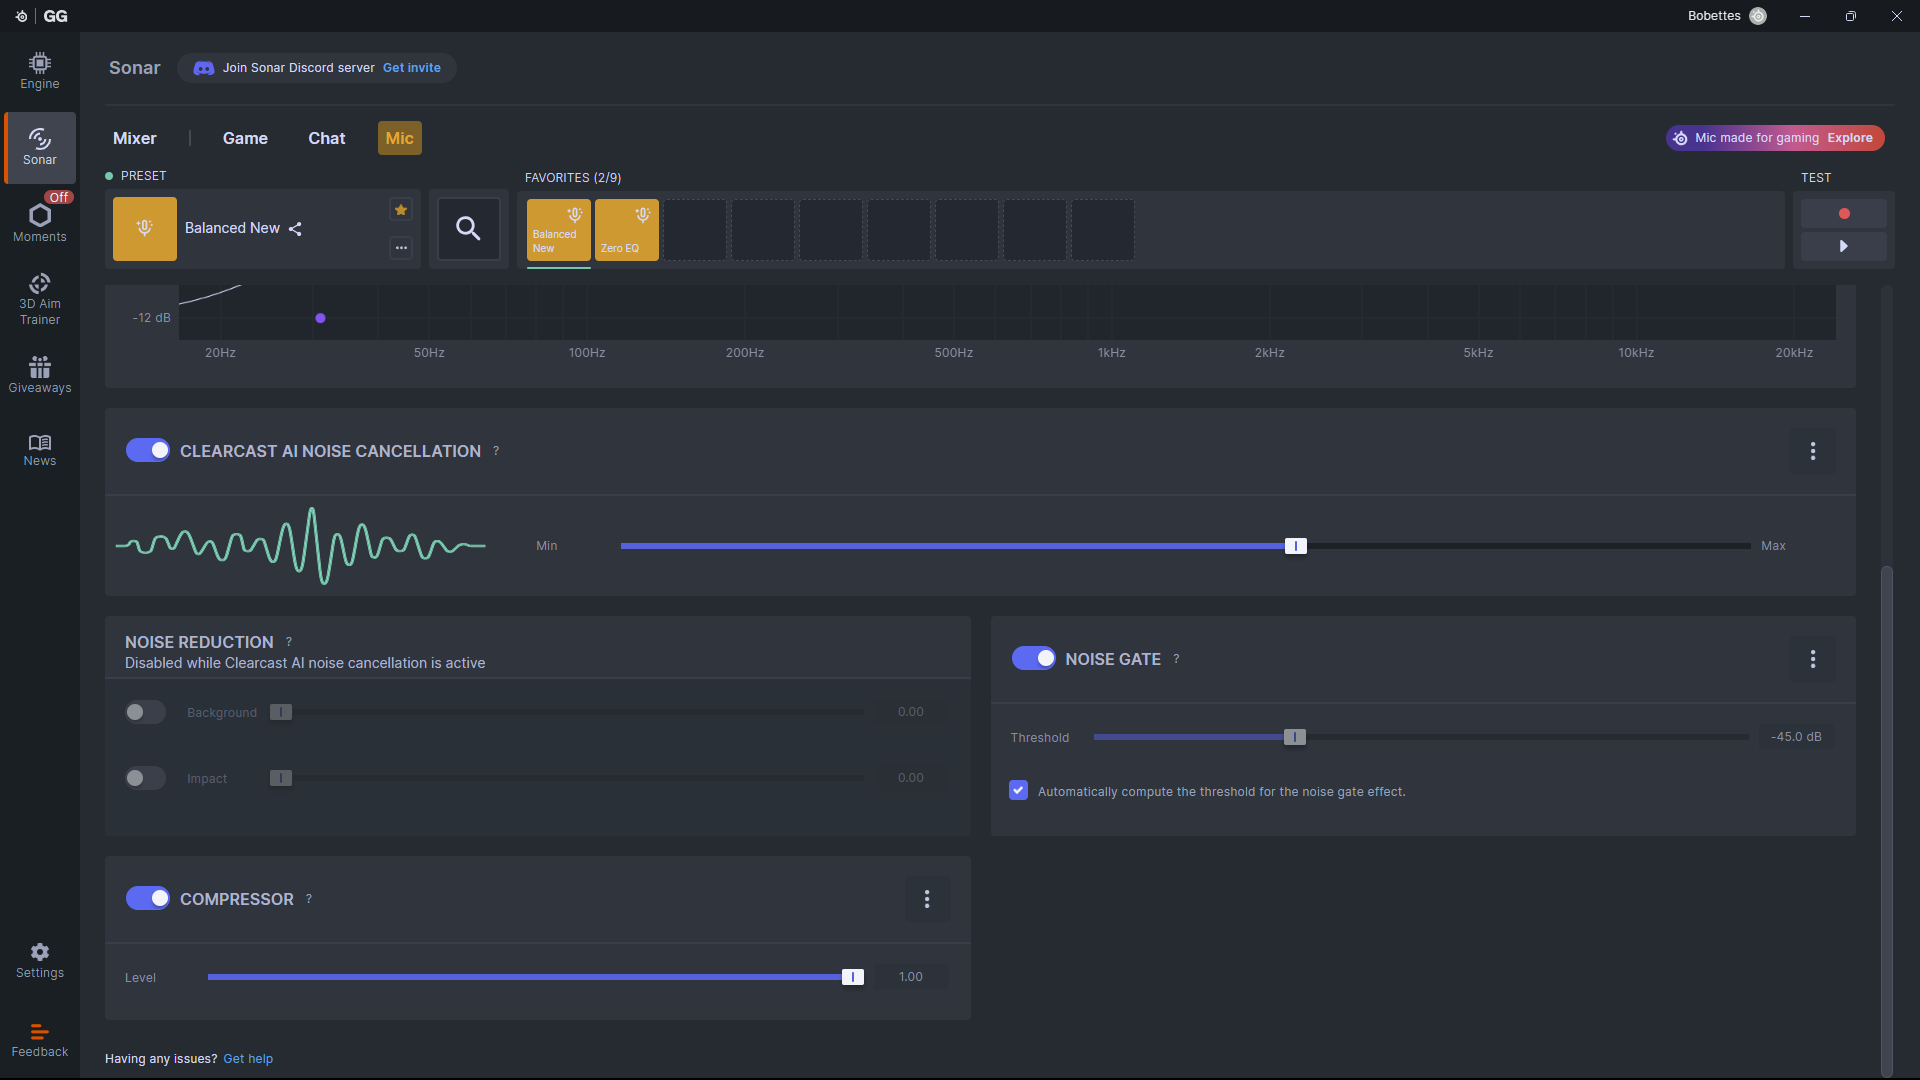 GG
Bobettes
Engine
Sonar
Off
Moments
3D Aim
Trainer
Giveaways
News
Settings
Feedback
Sonar
Join Sonar Discord server Get invite
Mixer | Game Chat Mic
Mic made for gaming Explore
PRESET
Balanced New
FAVORITES (2/9)
Balanced
New
Zero EQ
TEST
-12 dB
20Hz 50Hz 100Hz 200Hz 500Hz 1kHz 2kHz 5kHz 10kHz 20kHz
CLEARCAST AI NOISE CANCELLATION ?
Min Max
NOISE REDUCTION ?
Disabled while Clearcast AI noise cancellation is active
Background 0.00
Impact 0.00
NOISE GATE ?
Threshold -45.0 dB
Automatically compute the threshold for the noise gate effect.
COMPRESSOR ?
Level 1.00
Having any issues? Get help